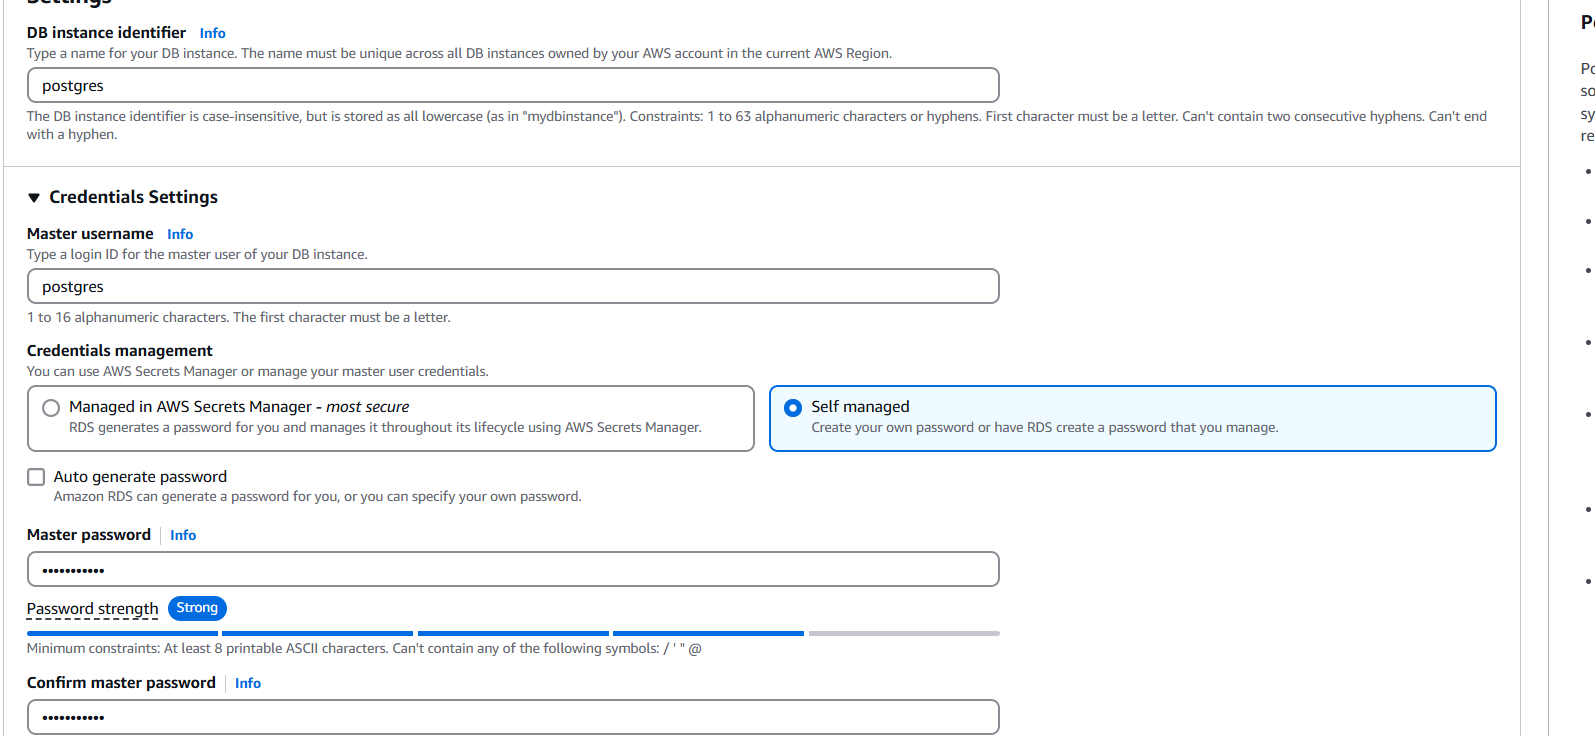 Settings
DB instance identifier Info
Type a name for your DB instance. The name must be unique across all DB instances owned by your AWS account in the current AWS Region.
postgres
The DB instance identifier is case-insensitive, but is stored as all lowercase (as in "mydbinstance"). Constraints: 1 to 63 alphanumeric characters or hyphens. First character must be a letter. Can't contain two consecutive hyphens. Can't end
with a hyphen.
Credentials Settings
Master username Info
Type a login ID for the master user of your DB instance.
postgres
1 to 16 alphanumeric characters. The first character must be a letter.
Credentials management
You can use AWS Secrets Manager or manage your master user credentials.
Managed in AWS Secrets Manager - most secure
RDS generates a password for you and manages it throughout its lifecycle using AWS Secrets Manager.
Self managed
Create your own password or have RDS create a password that you manage.
Auto generate password
Amazon RDS can generate a password for you, or you can specify your own password.
Master password Info
•••••••••••
Password strength Strong
Minimum constraints: At least 8 printable ASCII characters. Can't contain any of the following symbols: / ' " @
Confirm master password Info
•••••••••••